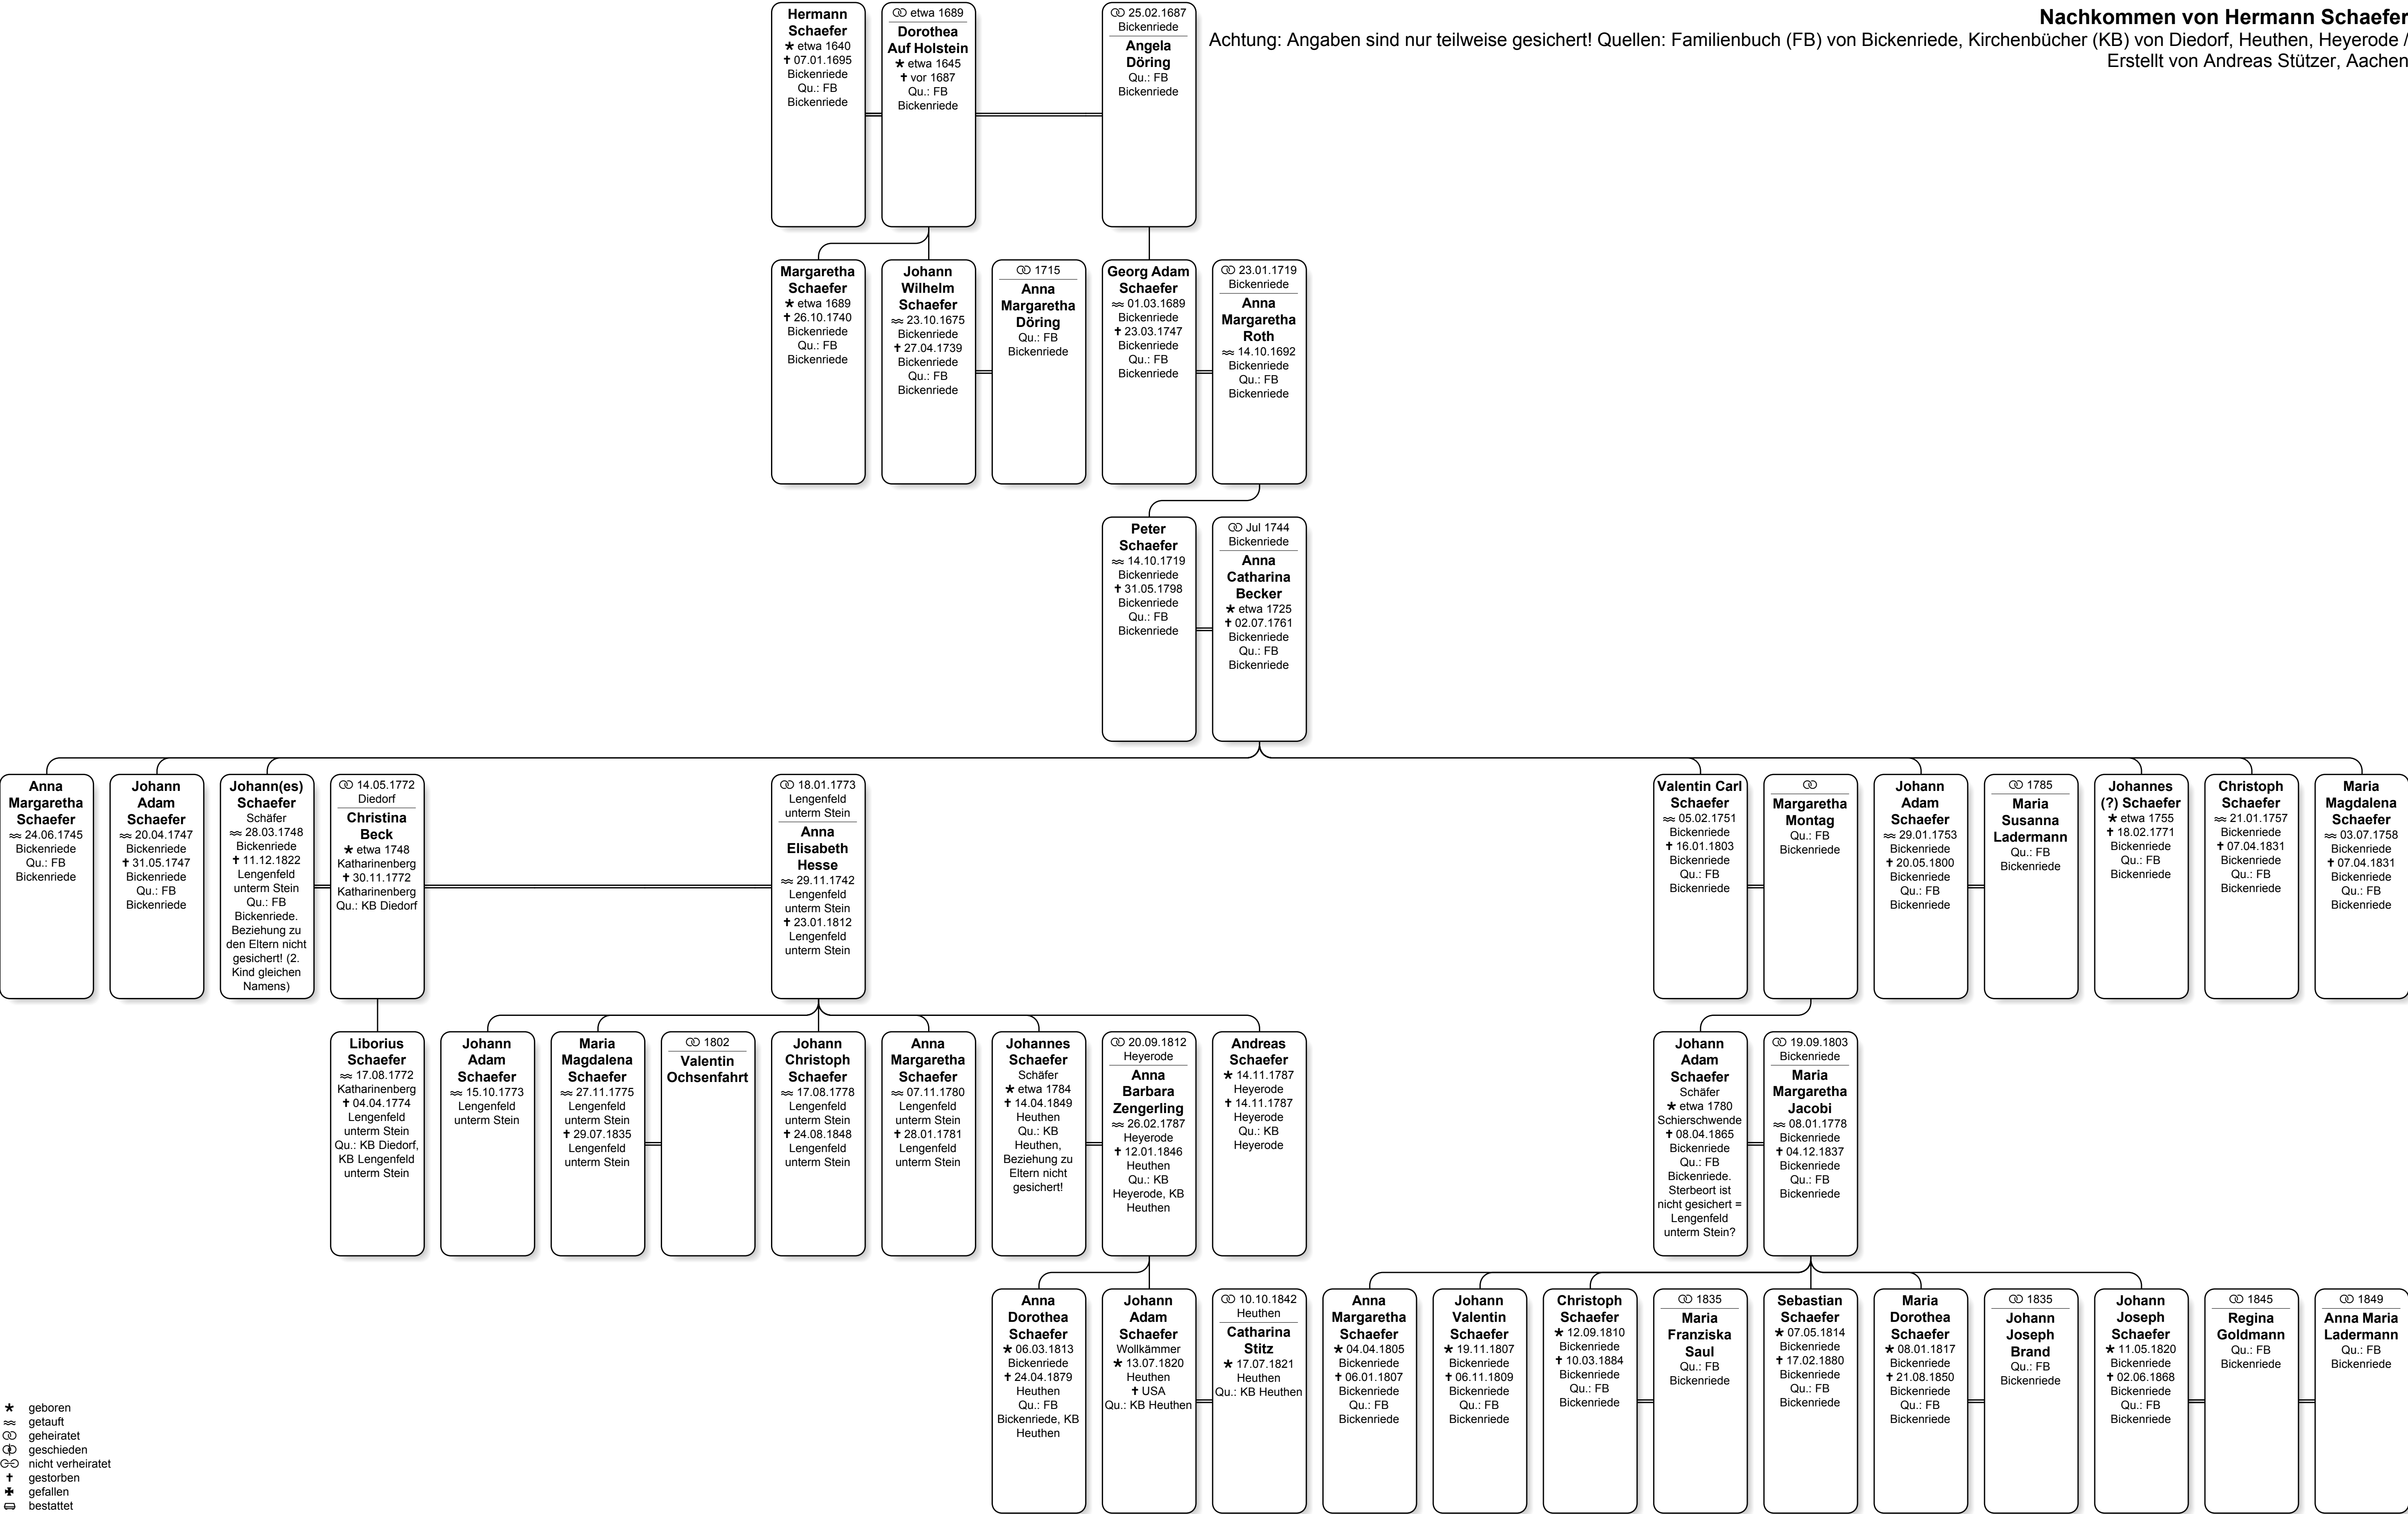 Nachkommen von Hermann Schaefer
Achtung: Angaben sind nur teilweise gesichert! Quellen: Familienbuch (FB) von Bickenriede, Kirchenbücher (KB) von Diedorf, Heuthen, Heyerode /
Erstellt von Andreas Stützer, Aachen
Hermann
Schaefer
★ etwa 1640
✝ 07.01.1695
Bickenriede
Qu.: FB
Bickenriede
⚭ etwa 1689
Dorothea
Auf Holstein
★ etwa 1645
✝ vor 1687
Qu.: FB
Bickenriede
⚭ 25.02.1687
Bickenriede
Angela
Döring
Qu.: FB
Bickenriede
Margaretha
Schaefer
★ etwa 1689
✝ 26.10.1740
Bickenriede
Qu.: FB
Bickenriede
Johann
Wilhelm
Schaefer
≈ 23.10.1675
Bickenriede
✝ 27.04.1739
Bickenriede
Qu.: FB
Bickenriede
⚭ 1715
Anna
Margaretha
Döring
Qu.: FB
Bickenriede
Georg Adam
Schaefer
≈ 01.03.1689
Bickenriede
✝ 23.03.1747
Bickenriede
Qu.: FB
Bickenriede
⚭ 23.01.1719
Bickenriede
Anna
Margaretha
Roth
≈ 14.10.1692
Bickenriede
Qu.: FB
Bickenriede
Peter
Schaefer
≈ 14.10.1719
Bickenriede
✝ 31.05.1798
Bickenriede
Qu.: FB
Bickenriede
⚭ Jul 1744
Bickenriede
Anna
Catharina
Becker
★ etwa 1725
✝ 02.07.1761
Bickenriede
Qu.: FB
Bickenriede
Anna
Margaretha
Schaefer
≈ 24.06.1745
Bickenriede
Qu.: FB
Bickenriede
Johann
Adam
Schaefer
≈ 20.04.1747
Bickenriede
✝ 31.05.1747
Bickenriede
Qu.: FB
Bickenriede
Johann(es)
Schaefer
Schäfer
≈ 28.03.1748
Bickenriede
✝ 11.12.1822
Lengenfeld
unterm Stein
Qu.: FB
Bickenriede.
Beziehung zu
den Eltern nicht
gesichert! (2.
Kind gleichen
Namens)
⚭ 14.05.1772
Diedorf
Christina
Beck
★ etwa 1748
Katharinenberg
✝ 30.11.1772
Katharinenberg
Qu.: KB Diedorf
⚭ 18.01.1773
Lengenfeld
unterm Stein
Anna
Elisabeth
Hesse
≈ 29.11.1742
Lengenfeld
unterm Stein
✝ 23.01.1812
Lengenfeld
unterm Stein
Valentin Carl
Schaefer
≈ 05.02.1751
Bickenriede
✝ 16.01.1803
Bickenriede
Qu.: FB
Bickenriede
⚭
Margaretha
Montag
Qu.: FB
Bickenriede
Johann
Adam
Schaefer
≈ 29.01.1753
Bickenriede
✝ 20.05.1800
Bickenriede
Qu.: FB
Bickenriede
⚭ 1785
Maria
Susanna
Ladermann
Qu.: FB
Bickenriede
Johannes
(?) Schaefer
★ etwa 1755
✝ 18.02.1771
Bickenriede
Qu.: FB
Bickenriede
Christoph
Schaefer
≈ 21.01.1757
Bickenriede
✝ 07.04.1831
Bickenriede
Qu.: FB
Bickenriede
Maria
Magdalena
Schaefer
≈ 03.07.1758
Bickenriede
✝ 07.04.1831
Bickenriede
Qu.: FB
Bickenriede
Liborius
Schaefer
≈ 17.08.1772
Katharinenberg
✝ 04.04.1774
Lengenfeld
unterm Stein
Qu.: KB Diedorf,
KB Lengenfeld
unterm Stein
Johann
Adam
Schaefer
≈ 15.10.1773
Lengenfeld
unterm Stein
Maria
Magdalena
Schaefer
≈ 27.11.1775
Lengenfeld
unterm Stein
✝ 29.07.1835
Lengenfeld
unterm Stein
⚭ 1802
Valentin
Ochsenfahrt
Johann
Christoph
Schaefer
≈ 17.08.1778
Lengenfeld
unterm Stein
✝ 24.08.1848
Lengenfeld
unterm Stein
Anna
Margaretha
Schaefer
≈ 07.11.1780
Lengenfeld
unterm Stein
✝ 28.01.1781
Lengenfeld
unterm Stein
Johannes
Schaefer
Schäfer
★ etwa 1784
✝ 14.04.1849
Heuthen
Qu.: KB
Heuthen,
Beziehung zu
Eltern nicht
gesichert!
⚭ 20.09.1812
Heyerode
Anna
Barbara
Zengerling
≈ 26.02.1787
Heyerode
✝ 12.01.1846
Heuthen
Qu.: KB
Heyerode, KB
Heuthen
Andreas
Schaefer
★ 14.11.1787
Heyerode
✝ 14.11.1787
Heyerode
Qu.: KB
Heyerode
Johann
Adam
Schaefer
Schäfer
★ etwa 1780
Schierschwende
✝ 08.04.1865
Bickenriede
Qu.: FB
Bickenriede.
Sterbeort ist
nicht gesichert =
Lengenfeld
unterm Stein?
⚭ 19.09.1803
Bickenriede
Maria
Margaretha
Jacobi
≈ 08.01.1778
Bickenriede
✝ 04.12.1837
Bickenriede
Qu.: FB
Bickenriede
Anna
Dorothea
Schaefer
★ 06.03.1813
Bickenriede
✝ 24.04.1879
Heuthen
Qu.: FB
Bickenriede, KB
Heuthen
Johann
Adam
Schaefer
Wollkämmer
★ 13.07.1820
Heuthen
✝ USA
Qu.: KB Heuthen
⚭ 10.10.1842
Heuthen
Catharina
Stitz
★ 17.07.1821
Heuthen
Qu.: KB Heuthen
Anna
Margaretha
Schaefer
★ 04.04.1805
Bickenriede
✝ 06.01.1807
Bickenriede
Qu.: FB
Bickenriede
Johann
Valentin
Schaefer
★ 19.11.1807
Bickenriede
✝ 06.11.1809
Bickenriede
Qu.: FB
Bickenriede
Christoph
Schaefer
★ 12.09.1810
Bickenriede
✝ 10.03.1884
Bickenriede
Qu.: FB
Bickenriede
⚭ 1835
Maria
Franziska
Saul
Qu.: FB
Bickenriede
Sebastian
Schaefer
★ 07.05.1814
Bickenriede
✝ 17.02.1880
Bickenriede
Qu.: FB
Bickenriede
Maria
Dorothea
Schaefer
★ 08.01.1817
Bickenriede
✝ 21.08.1850
Bickenriede
Qu.: FB
Bickenriede
⚭ 1835
Johann
Joseph
Brand
Qu.: FB
Bickenriede
Johann
Joseph
Schaefer
★ 11.05.1820
Bickenriede
✝ 02.06.1868
Bickenriede
Qu.: FB
Bickenriede
⚭ 1845
Regina
Goldmann
Qu.: FB
Bickenriede
⚭ 1849
Anna Maria
Ladermann
Qu.: FB
Bickenriede
★ geboren
≈ getauft
⚭ geheiratet
geschieden
nicht verheiratet
✝ gestorben
gefallen
bestattet